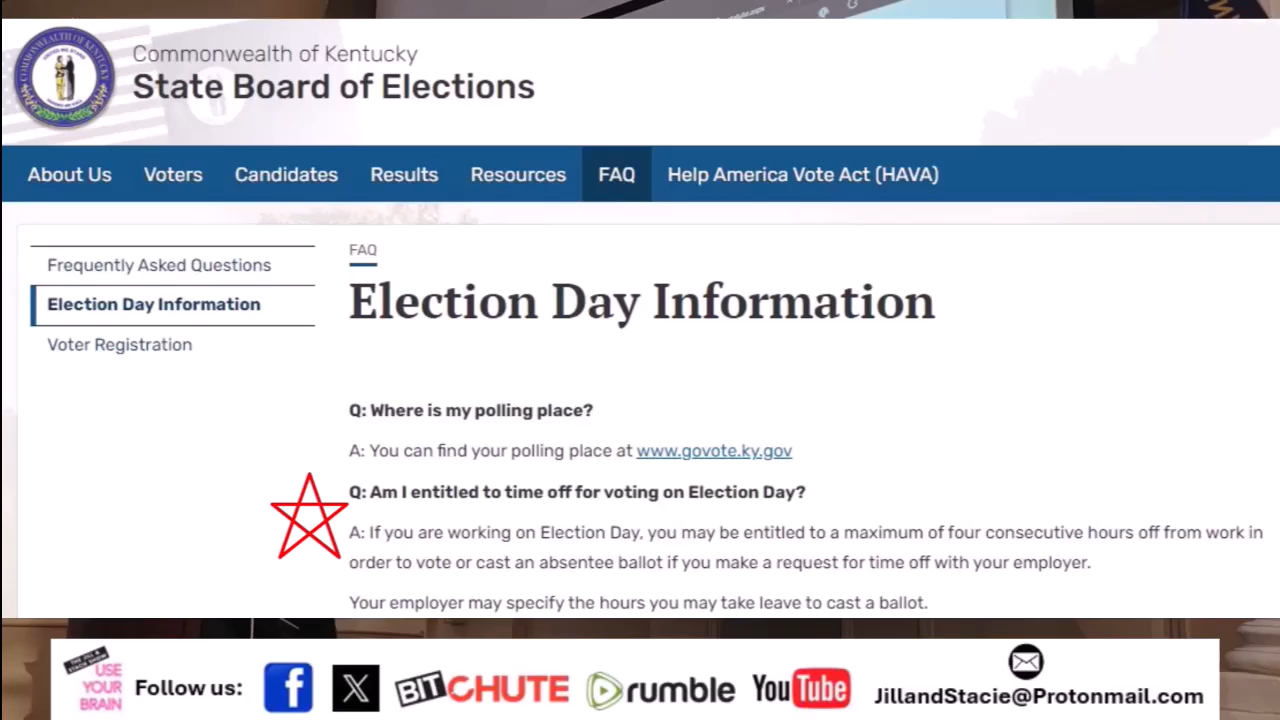 Commonwealth of Kentucky
State Board of Elections
About Us Voters Candidates Results Resources FAQ Help America Vote Act (HAVA)
Frequently Asked Questions
Election Day Information
Voter Registration
FAQ
Election Day Information
Q: Where is my polling place?
A: You can find your polling place at www.govote.ky.gov
Q: Am I entitled to time off for voting on Election Day?
A: If you are working on Election Day, you may be entitled to a maximum of four consecutive hours off from work in
order to vote or cast an absentee ballot if you make a request for time off with your employer.
Your employer may specify the hours you may take leave to cast a ballot.
THE JILL &
STACIE SHOW
USE
YOUR
BRAIN
Follow us:
BITCHUTE
rumble
YouTube
JillandStacie@Protonmail.com